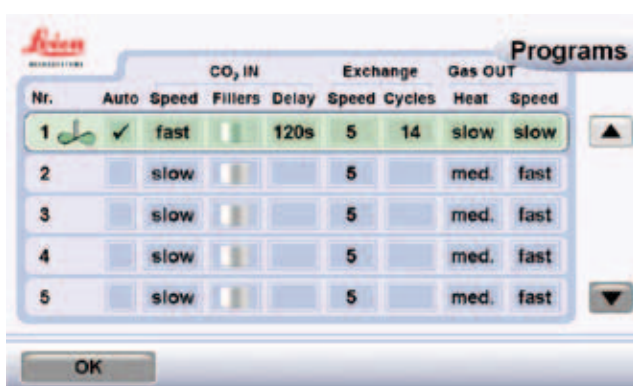 Leica
Programs
CO₂ IN Exchange Gas OUT
Nr. Auto Speed Fillers Delay Speed Cycles Heat Speed
1 ✓ fast 120s 5 14 slow slow
2 slow 5 med. fast
3 slow 5 med. fast
4 slow 5 med. fast
5 slow 5 med. fast
OK